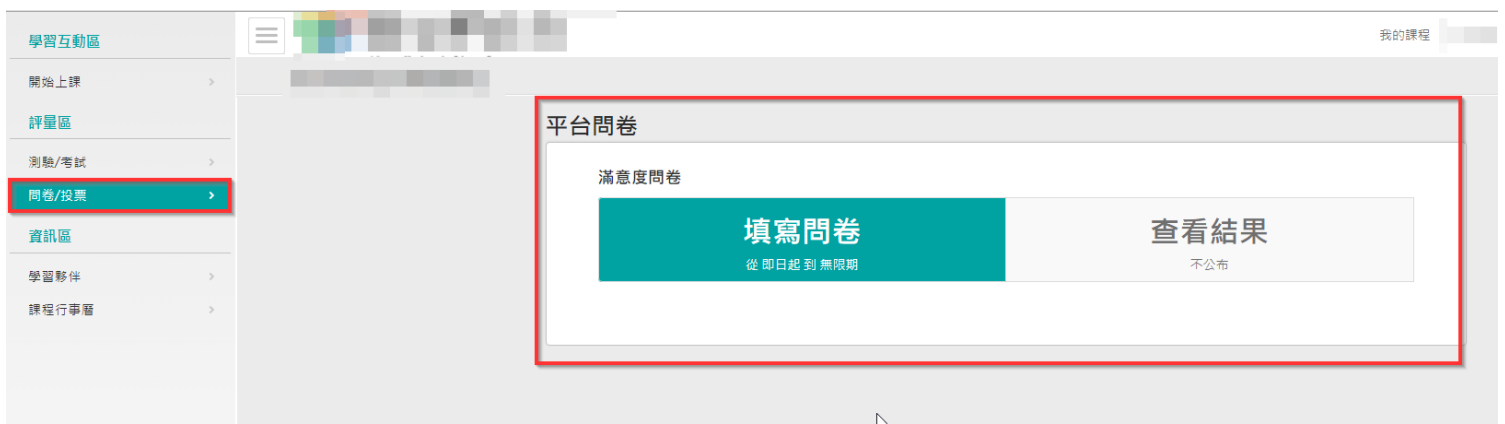 學習互動區
開始上課
評量區
測驗/考試
問卷/投票
資訊區
學習夥伴
課程行事曆
我的課程
平台問卷
滿意度問卷
填寫問卷
從 即日起 到 無限期
查看結果
不公布